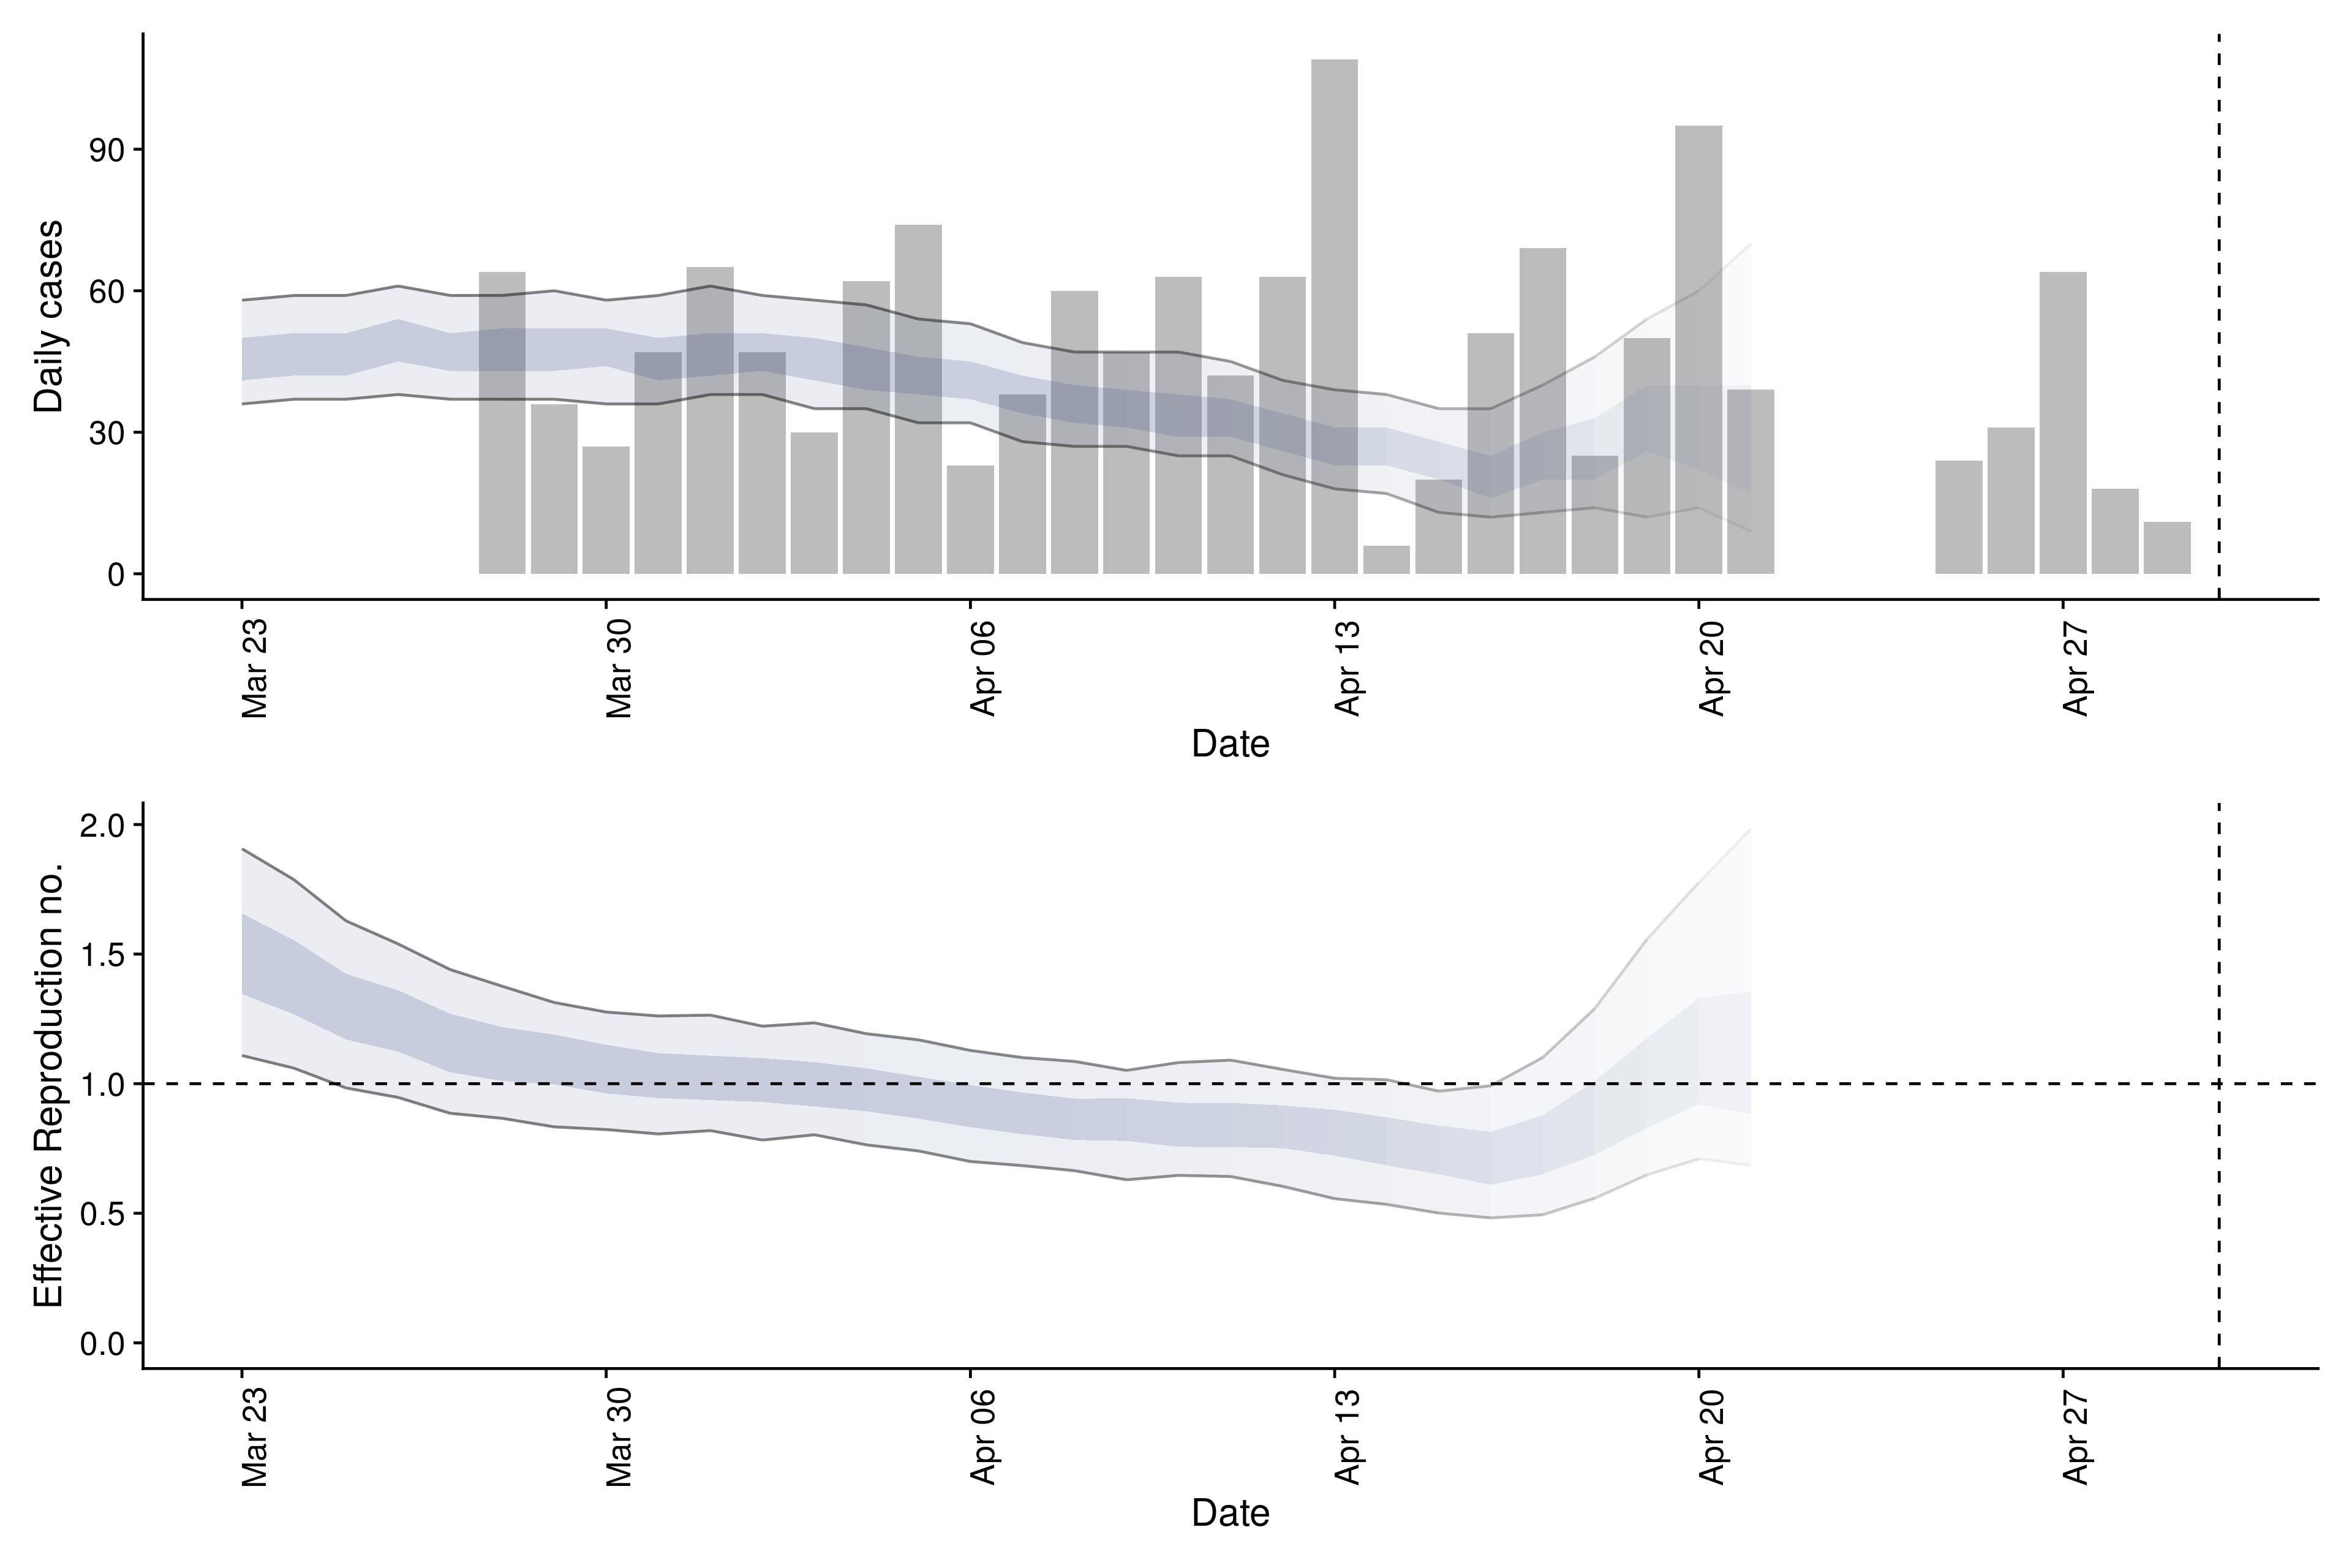 Daily cases
90
60
30
0
Mar 23
Mar 30
Apr 06
Apr 13
Apr 20
Apr 27
Date
Effective Reproduction no.
2.0
1.5
1.0
0.5
0.0
Mar 23
Mar 30
Apr 06
Apr 13
Apr 20
Apr 27
Date